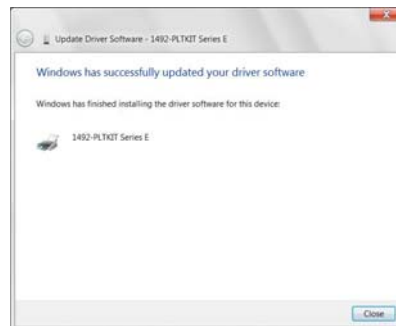 Update Driver Software - 1492-PLTKIT Series E
Windows has successfully updated your driver software
Windows has finished installing the driver software for this device:
1492-PLTKIT Series E
Close